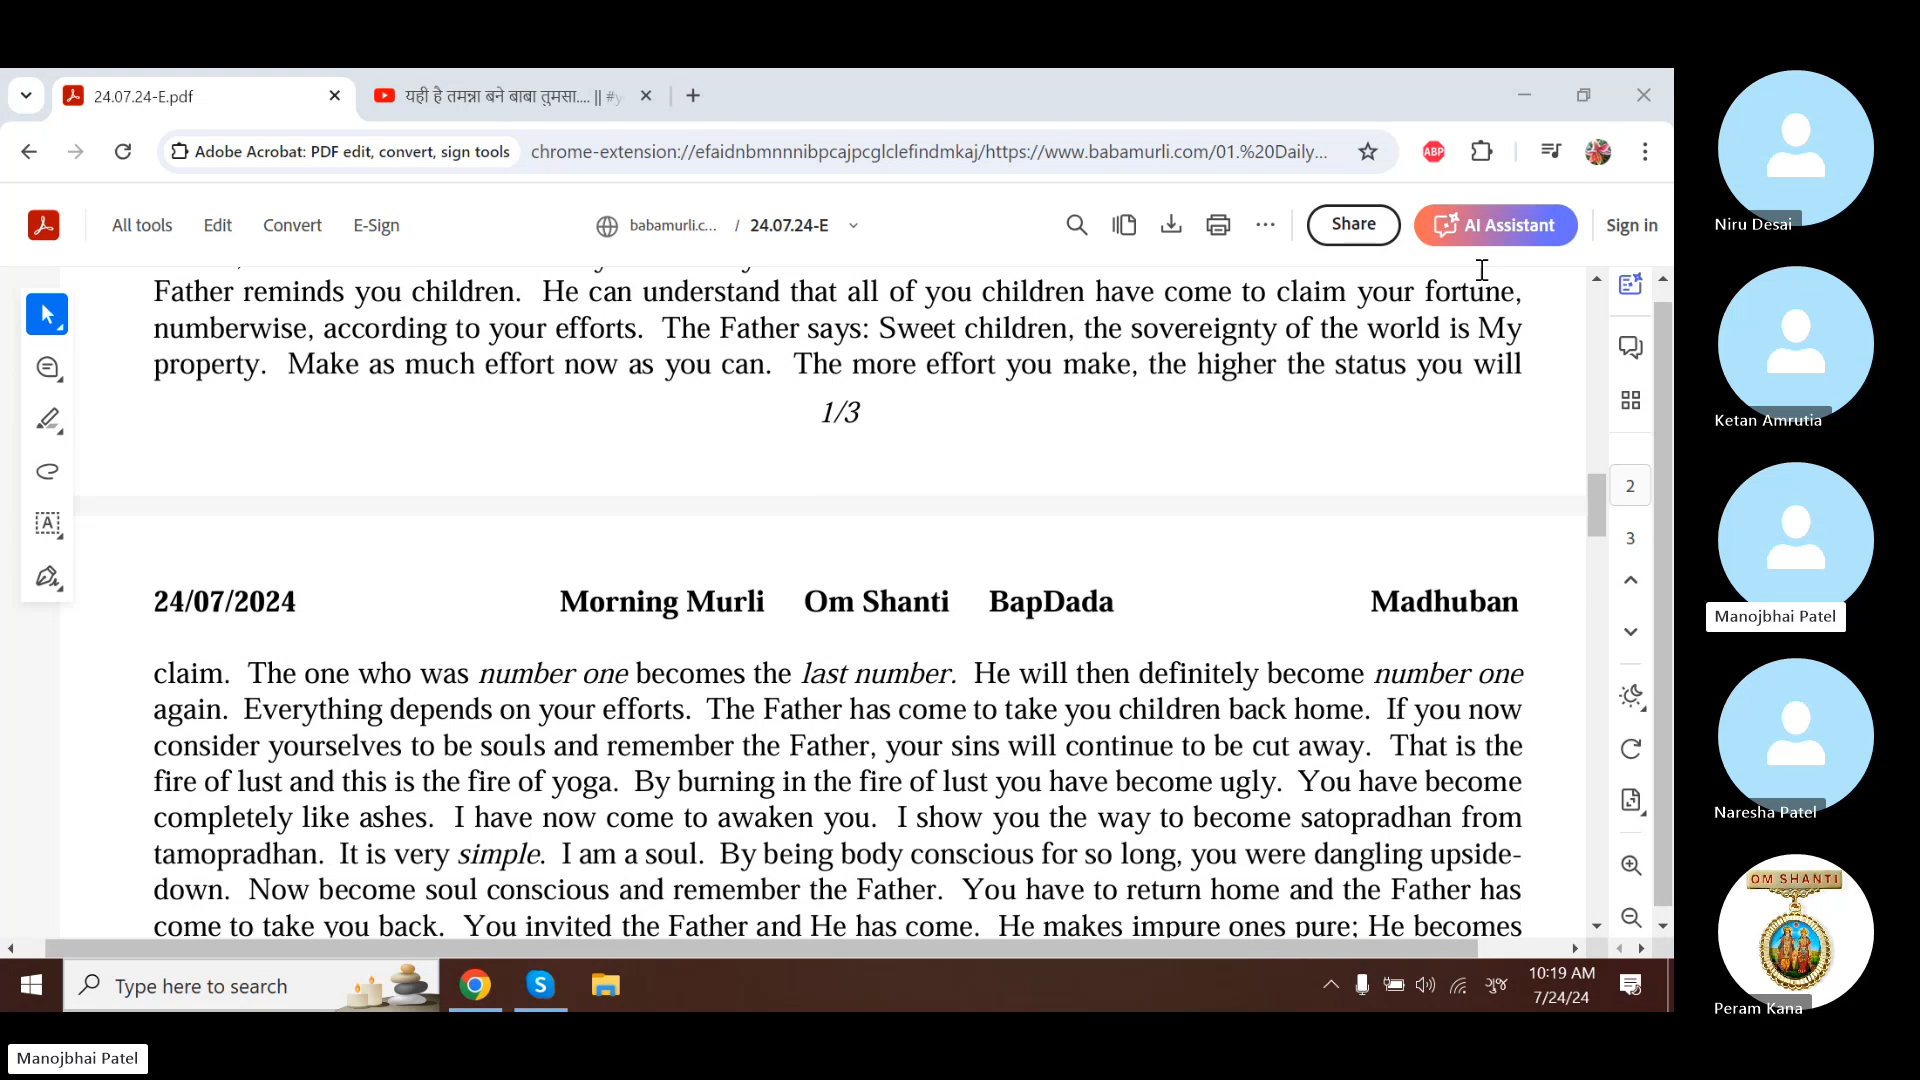 24.07.24-E.pdf
यही है तमन्ना बने बाबा तुमसा.... || #y
Adobe Acrobat: PDF edit, convert, sign tools
chrome-extension://efaidnbmnnnibpcajpcglclefindmkaj/https://www.babamurli.com/01.%20Daily...
ABP
All tools Edit Convert E-Sign
babamurli.c... / 24.07.24-E
Share
AI Assistant
Sign in
Father reminds you children. He can understand that all of you children have come to claim your fortune,
numberwise, according to your efforts. The Father says: Sweet children, the sovereignty of the world is My
property. Make as much effort now as you can. The more effort you make, the higher the status you will
1/3
24/07/2024 Morning Murli Om Shanti BapDada Madhuban
claim. The one who was number one becomes the last number. He will then definitely become number one
again. Everything depends on your efforts. The Father has come to take you children back home. If you now
consider yourselves to be souls and remember the Father, your sins will continue to be cut away. That is the
fire of lust and this is the fire of yoga. By burning in the fire of lust you have become ugly. You have become
completely like ashes. I have now come to awaken you. I show you the way to become satopradhan from
tamopradhan. It is very simple. I am a soul. By being body conscious for so long, you were dangling upside-
down. Now become soul conscious and remember the Father. You have to return home and the Father has
come to take you back. You invited the Father and He has come. He makes impure ones pure; He becomes
2
3
Type here to search
ગુજ
10:19 AM
7/24/24
Niru Desai
Ketan Amrutia
Manojbhai Patel
Naresha Patel
OM SHANTI
Peram Kana
Manojbhai Patel